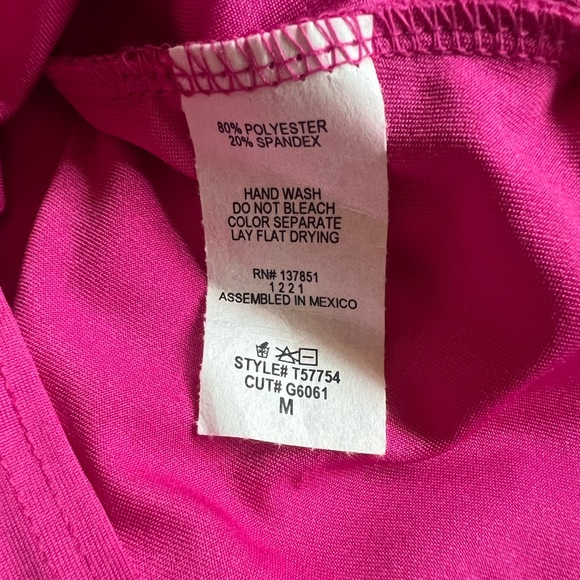 80% POLYESTER
20% SPANDEX
HAND WASH
DO NOT BLEACH
COLOR SEPARATE
LAY FLAT DRYING
RN# 137851
1 2 2 1
ASSEMBLED IN MEXICO
STYLE# T57754
CUT# G6061
M